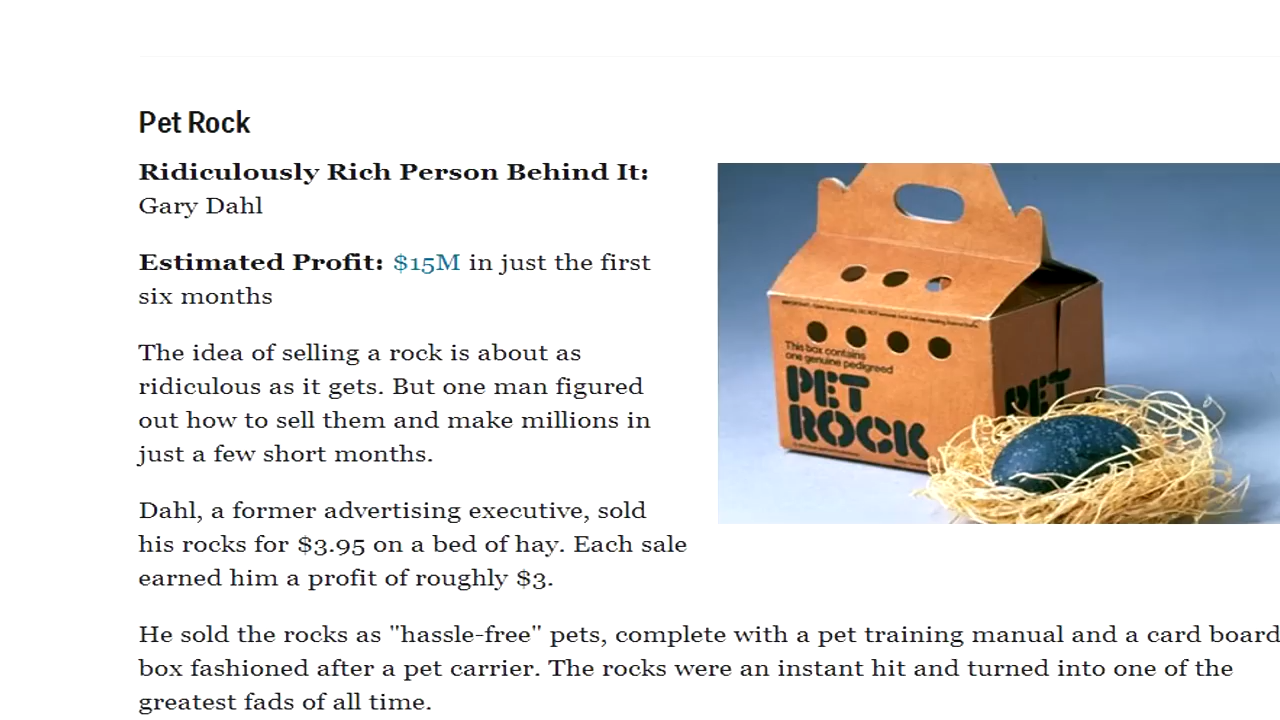 Pet Rock
Ridiculously Rich Person Behind It:
Gary Dahl
Estimated Profit: $15M in just the first
six months
The idea of selling a rock is about as
ridiculous as it gets. But one man figured
out how to sell them and make millions in
just a few short months.
Dahl, a former advertising executive, sold
his rocks for $3.95 on a bed of hay. Each sale
earned him a profit of roughly $3.
He sold the rocks as "hassle-free" pets, complete with a pet training manual and a card board
box fashioned after a pet carrier. The rocks were an instant hit and turned into one of the
greatest fads of all time.
This box contains
one genuine pedigreed
PET
ROCK
PET